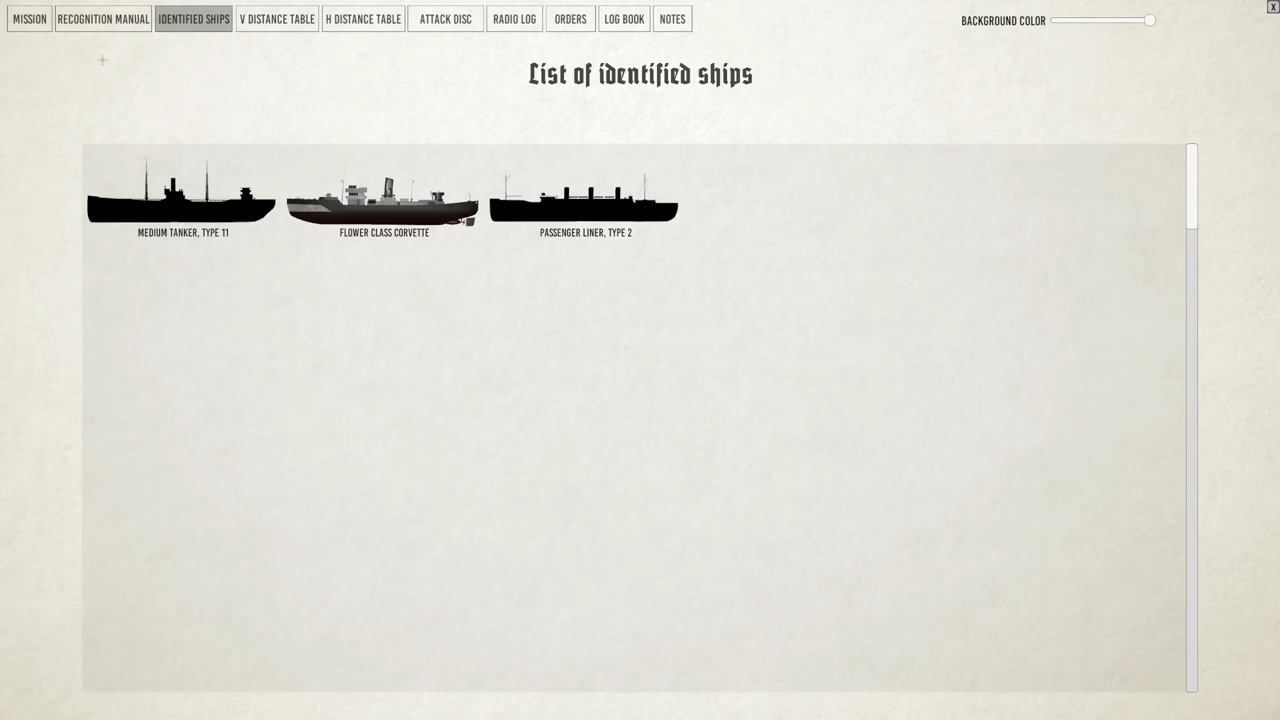 MISSION RECOGNITION MANUAL IDENTIFIED SHIPS V DISTANCE TABLE H DISTANCE TABLE ATTACK DISC RADIO LOG ORDERS LOG BOOK NOTES BACKGROUND COLOR X
List of identified ships
MEDIUM TANKER, TYPE 11 FLOWER CLASS CORVETTE PASSENGER LINER, TYPE 2